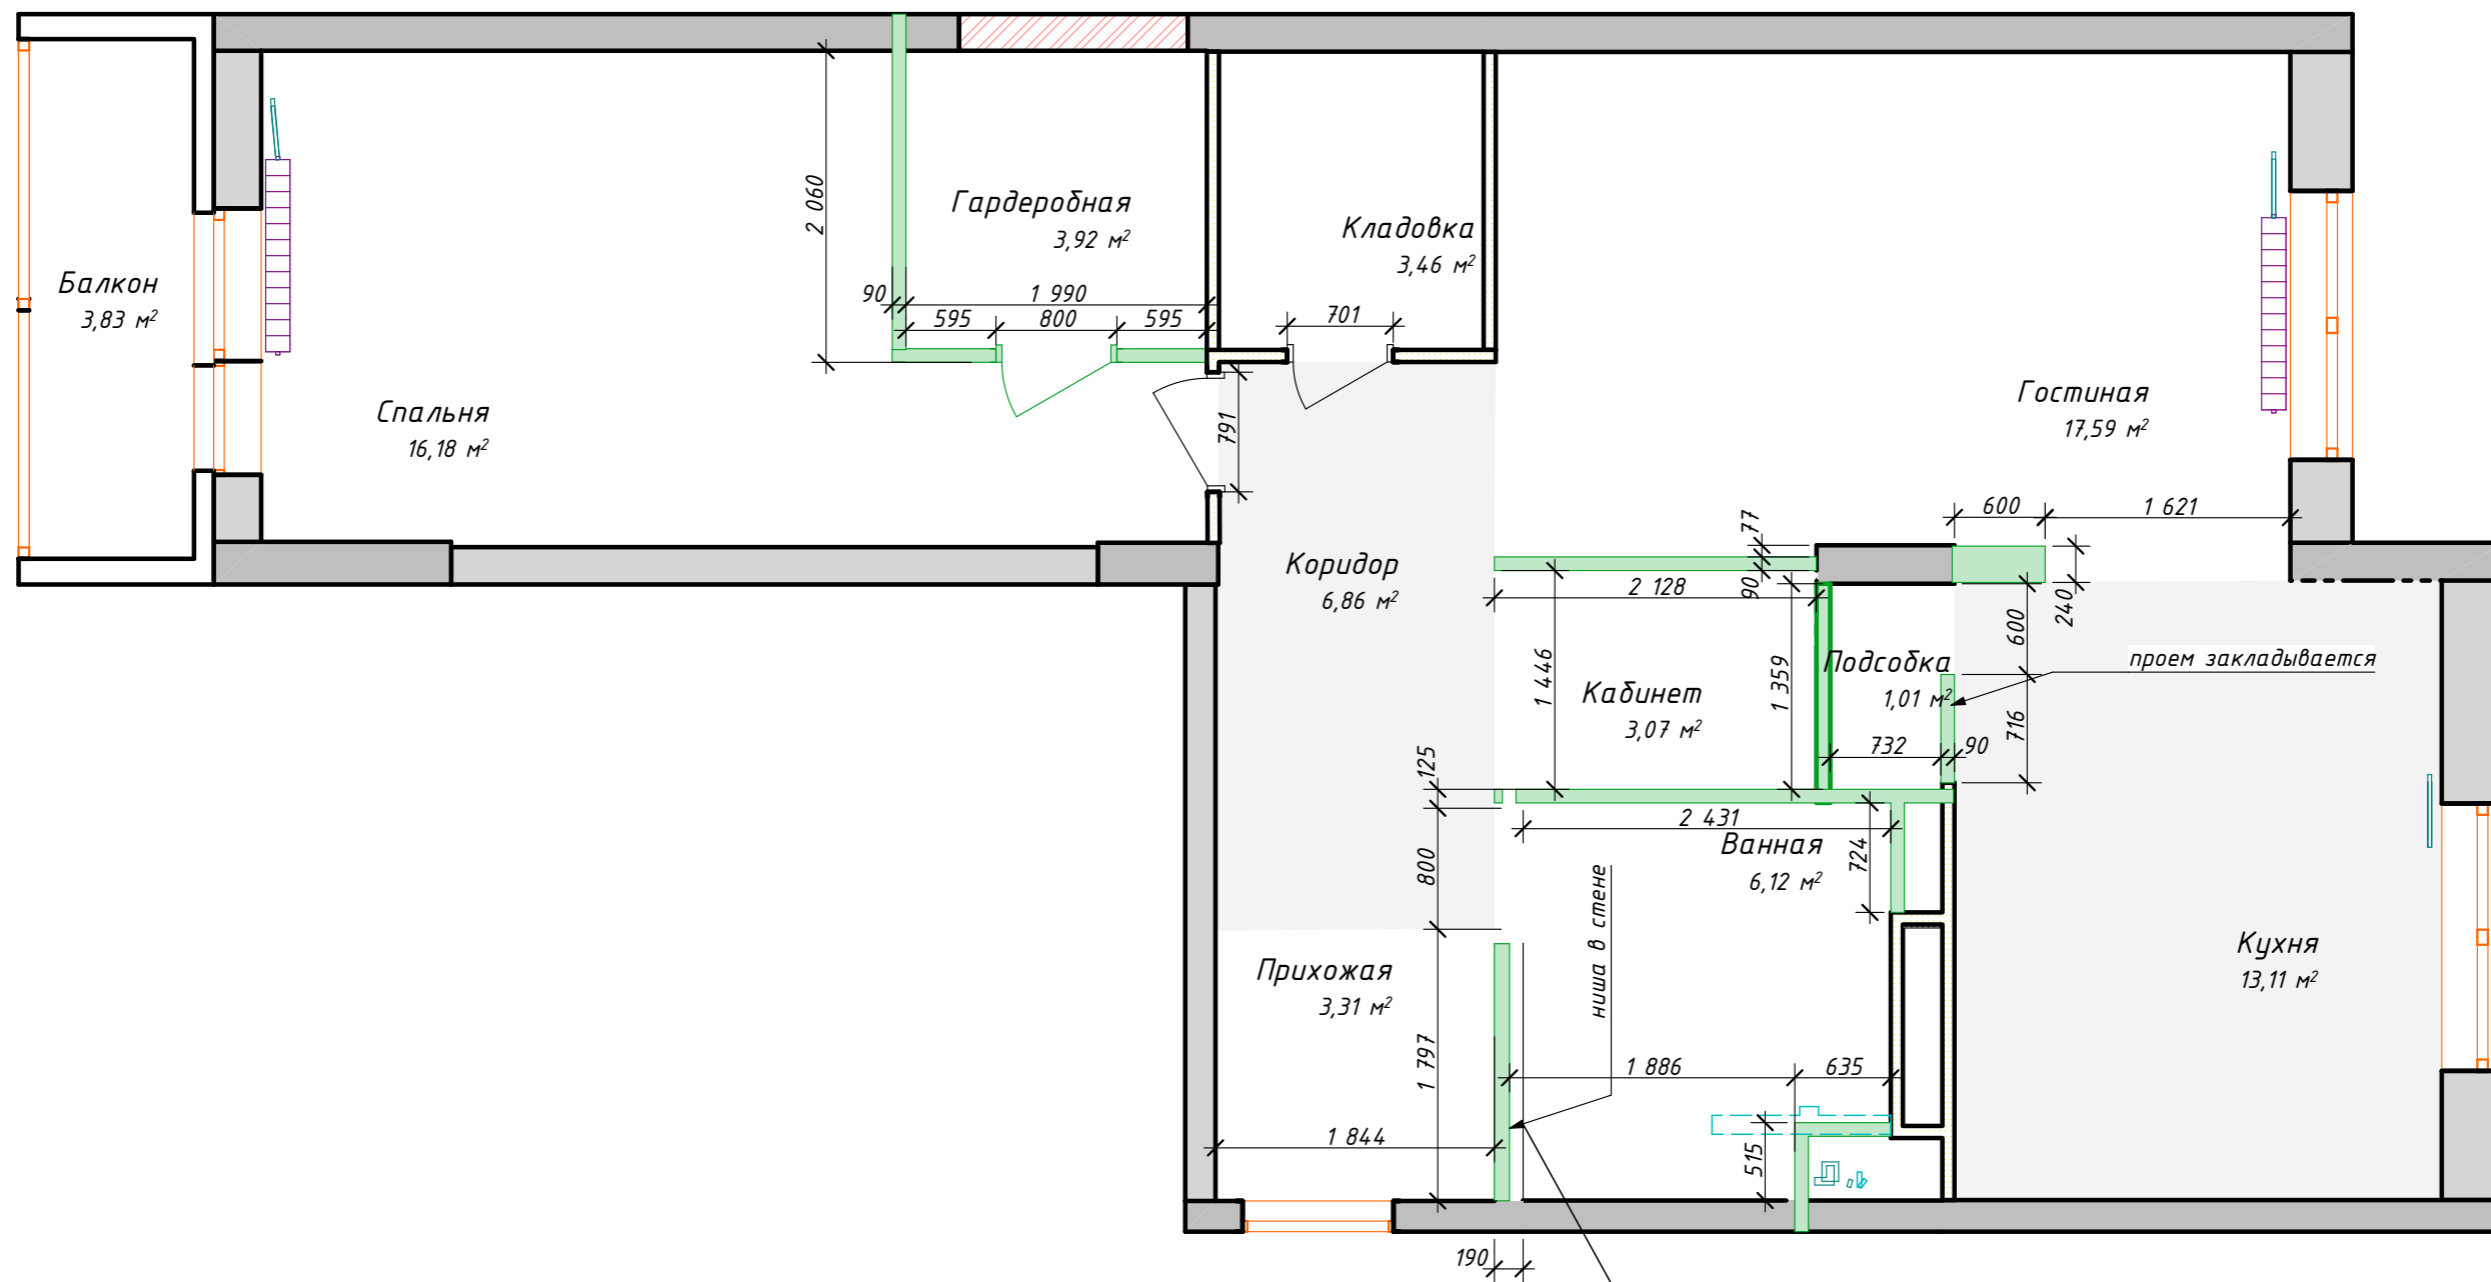 2 060
Гардеробная
3,92 м²
90
1 990
595
800
595
Кладовка
3,46 м²
701
Балкон
3,83 м²
Спальня
16,18 м²
791
Гостиная
17,59 м²
600
1 621
77
90
240
Коридор
6,86 м²
2 128
1 446
1 359
Кабинет
3,07 м²
Подсобка
1,01 м²
600
716
проем закладывается
732
90
125
800
2 431
Ванная
6,12 м²
724
ниша в стене
Прихожая
3,31 м²
1 797
Кухня
13,11 м²
1 886
635
1 844
515
190